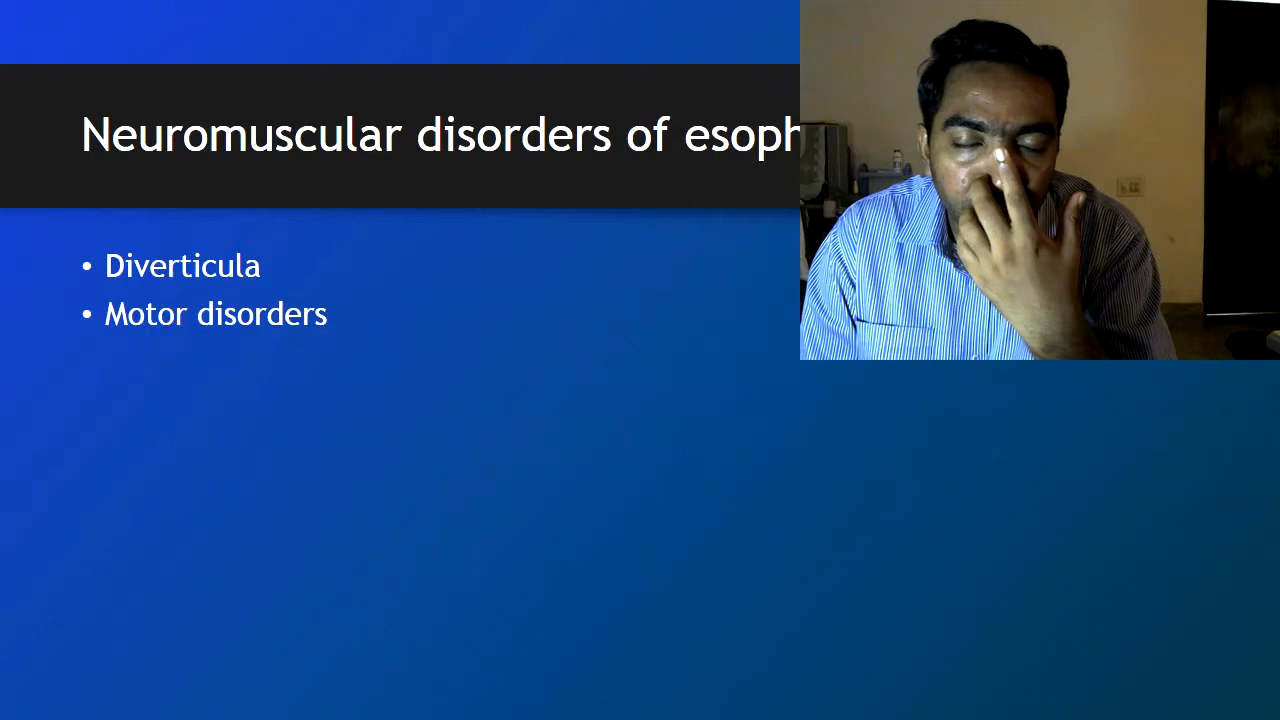 Neuromuscular disorders of esoph
• Diverticula
• Motor disorders